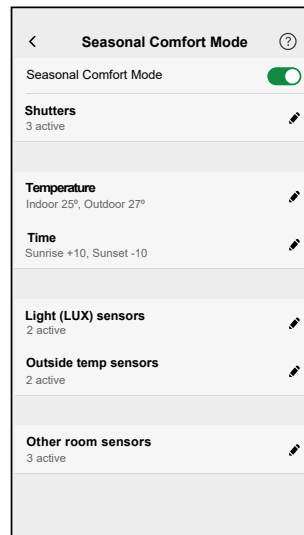 Seasonal Comfort Mode ?
Seasonal Comfort Mode
Shutters
3 active
Temperature
Indoor 25º, Outdoor 27º
Time
Sunrise +10, Sunset -10
Light (LUX) sensors
2 active
Outside temp sensors
2 active
Other room sensors
3 active